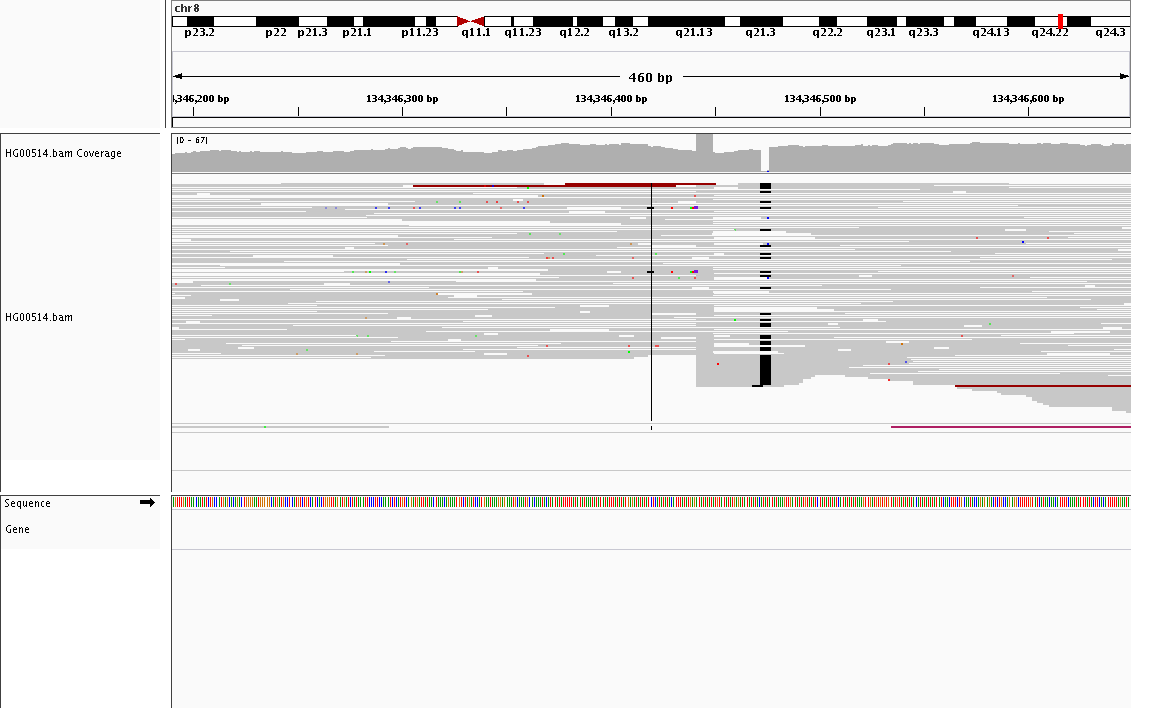 chr8
p23.2 p22 p21.3 p21.1 p11.23 q11.1 q11.23 q12.2 q13.2 q21.13 q21.3 q22.2 q23.1 q23.3 q24.13 q24.22 q24.3
460 bp
,346,200 bp 134,346,300 bp 134,346,400 bp 134,346,500 bp 134,346,600 bp
HG00514.bam Coverage
[0 - 67]
HG00514.bam
Sequence
Gene